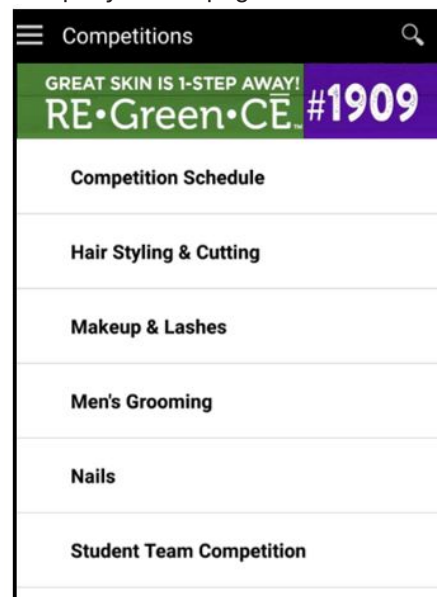 Competitions
GREAT SKIN IS 1-STEP AWAY!
RE•Green•CĒ™ #1909
Competition Schedule
Hair Styling & Cutting
Makeup & Lashes
Men's Grooming
Nails
Student Team Competition